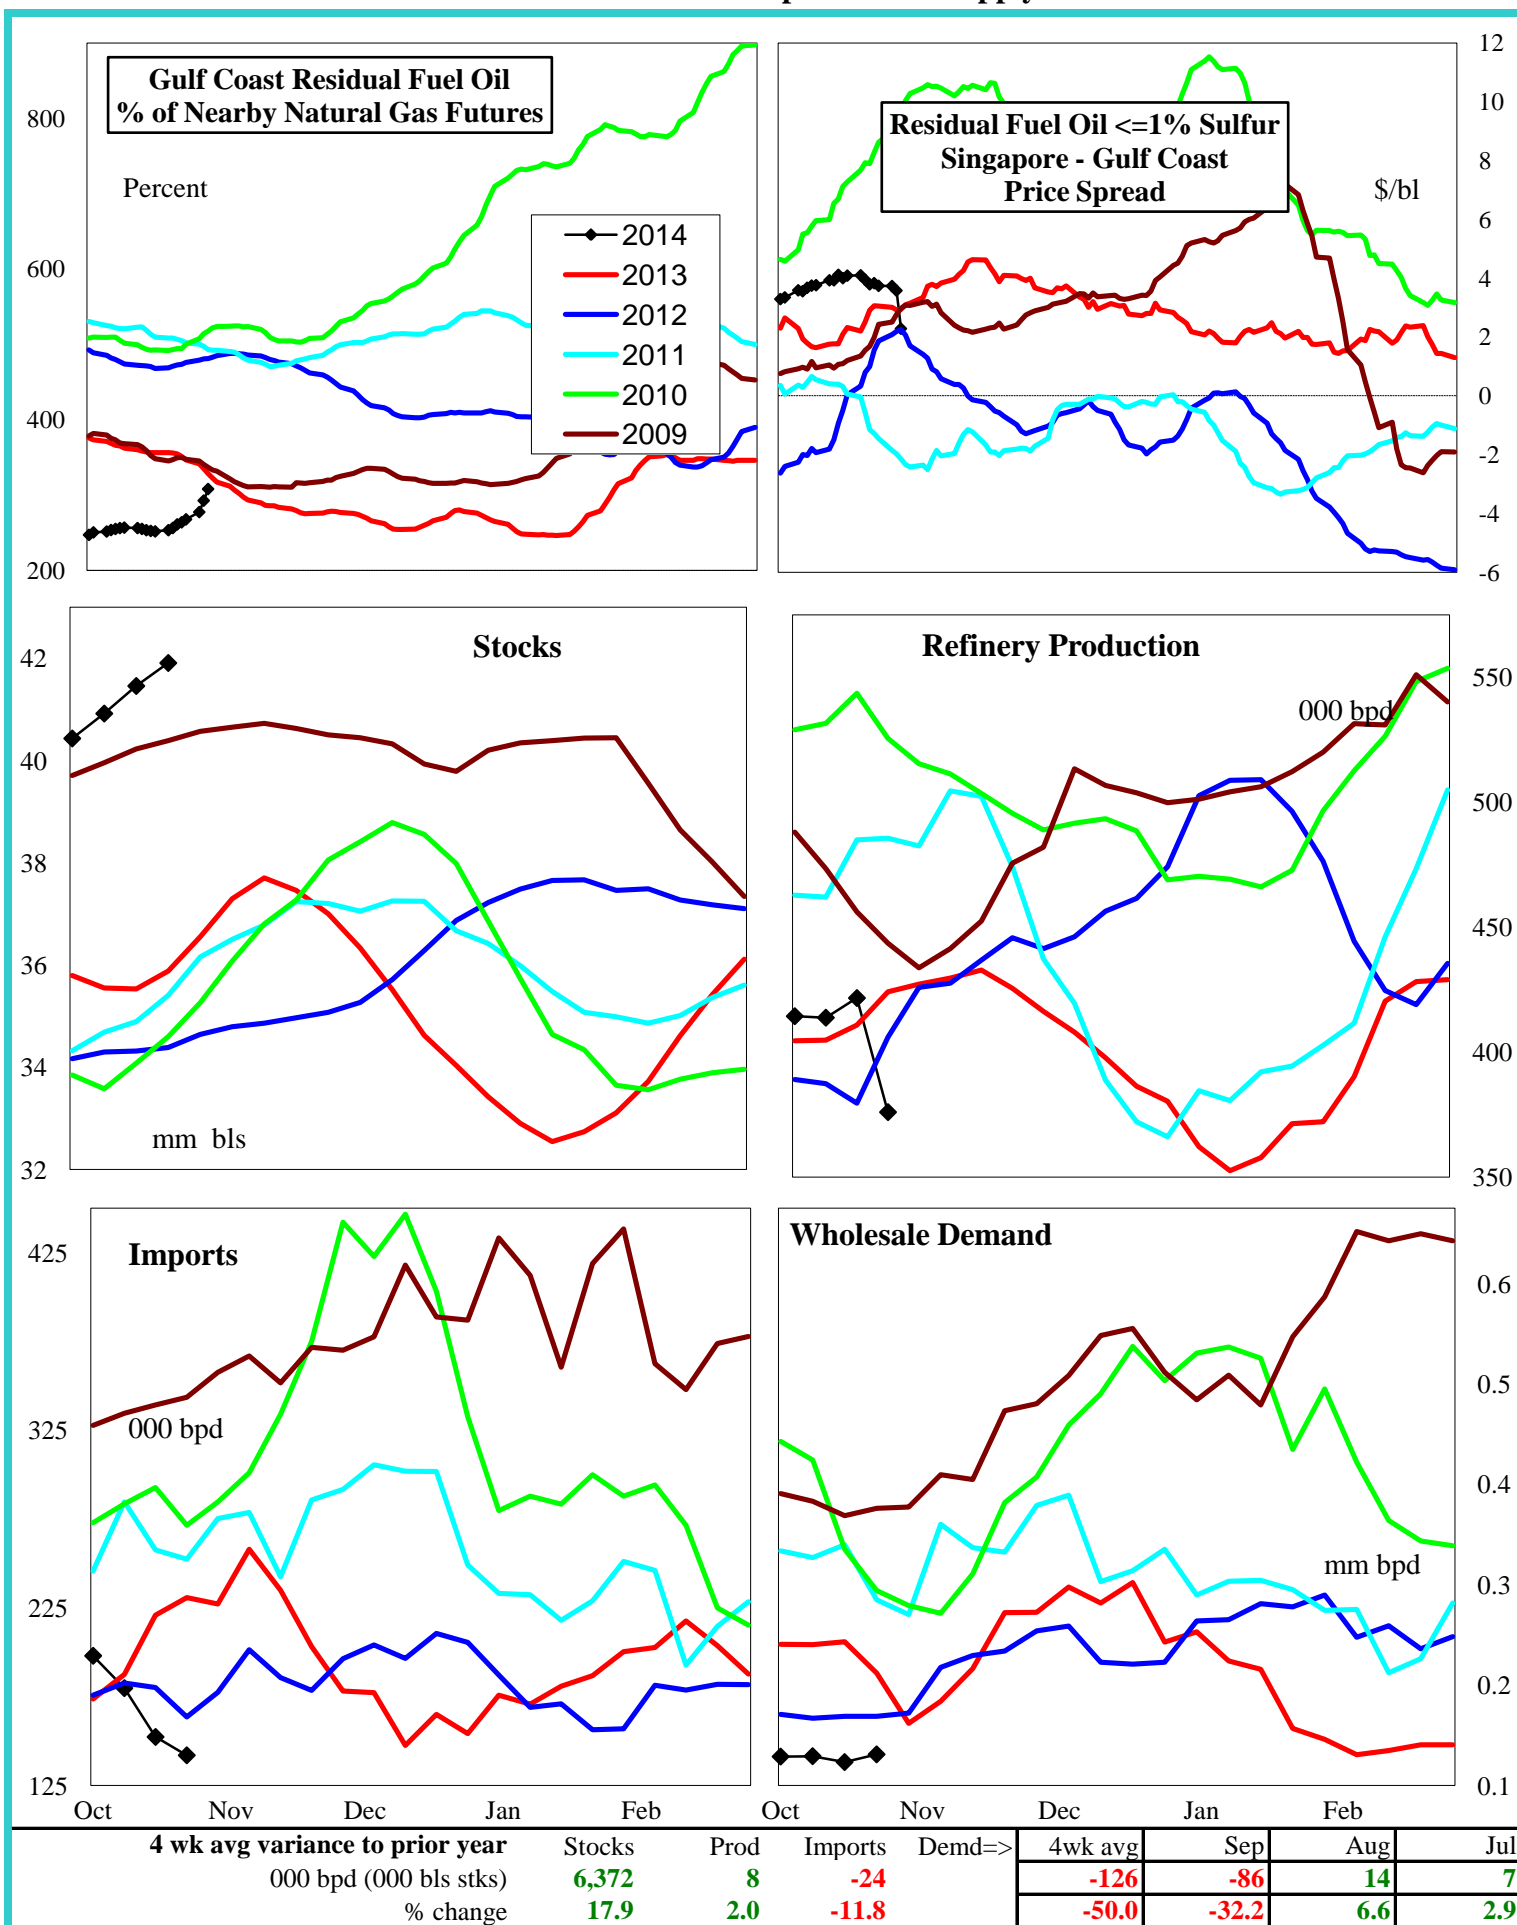 Gulf Coast Residual Fuel Oil
% of Nearby Natural Gas Futures
Percent
800
600
400
200
2014
2013
2012
2011
2010
2009
Residual Fuel Oil <=1% Sulfur
Singapore - Gulf Coast
Price Spread
$/bl
12
10
8
6
4
2
0
-2
-4
-6
Stocks
mm bls
42
40
38
36
34
32
Refinery Production
000 bpd
550
500
450
400
350
Imports
000 bpd
425
325
225
125
Oct Nov Dec Jan Feb
Wholesale Demand
mm bpd
0.6
0.5
0.4
0.3
0.2
0.1
Oct Nov Dec Jan Feb
4 wk avg variance to prior year Stocks Prod Imports Demd=> 4wk avg Sep Aug Jul
000 bpd (000 bls stks) 6,372 8 -24 -126 -86 14 7
% change 17.9 2.0 -11.8 -50.0 -32.2 6.6 2.9